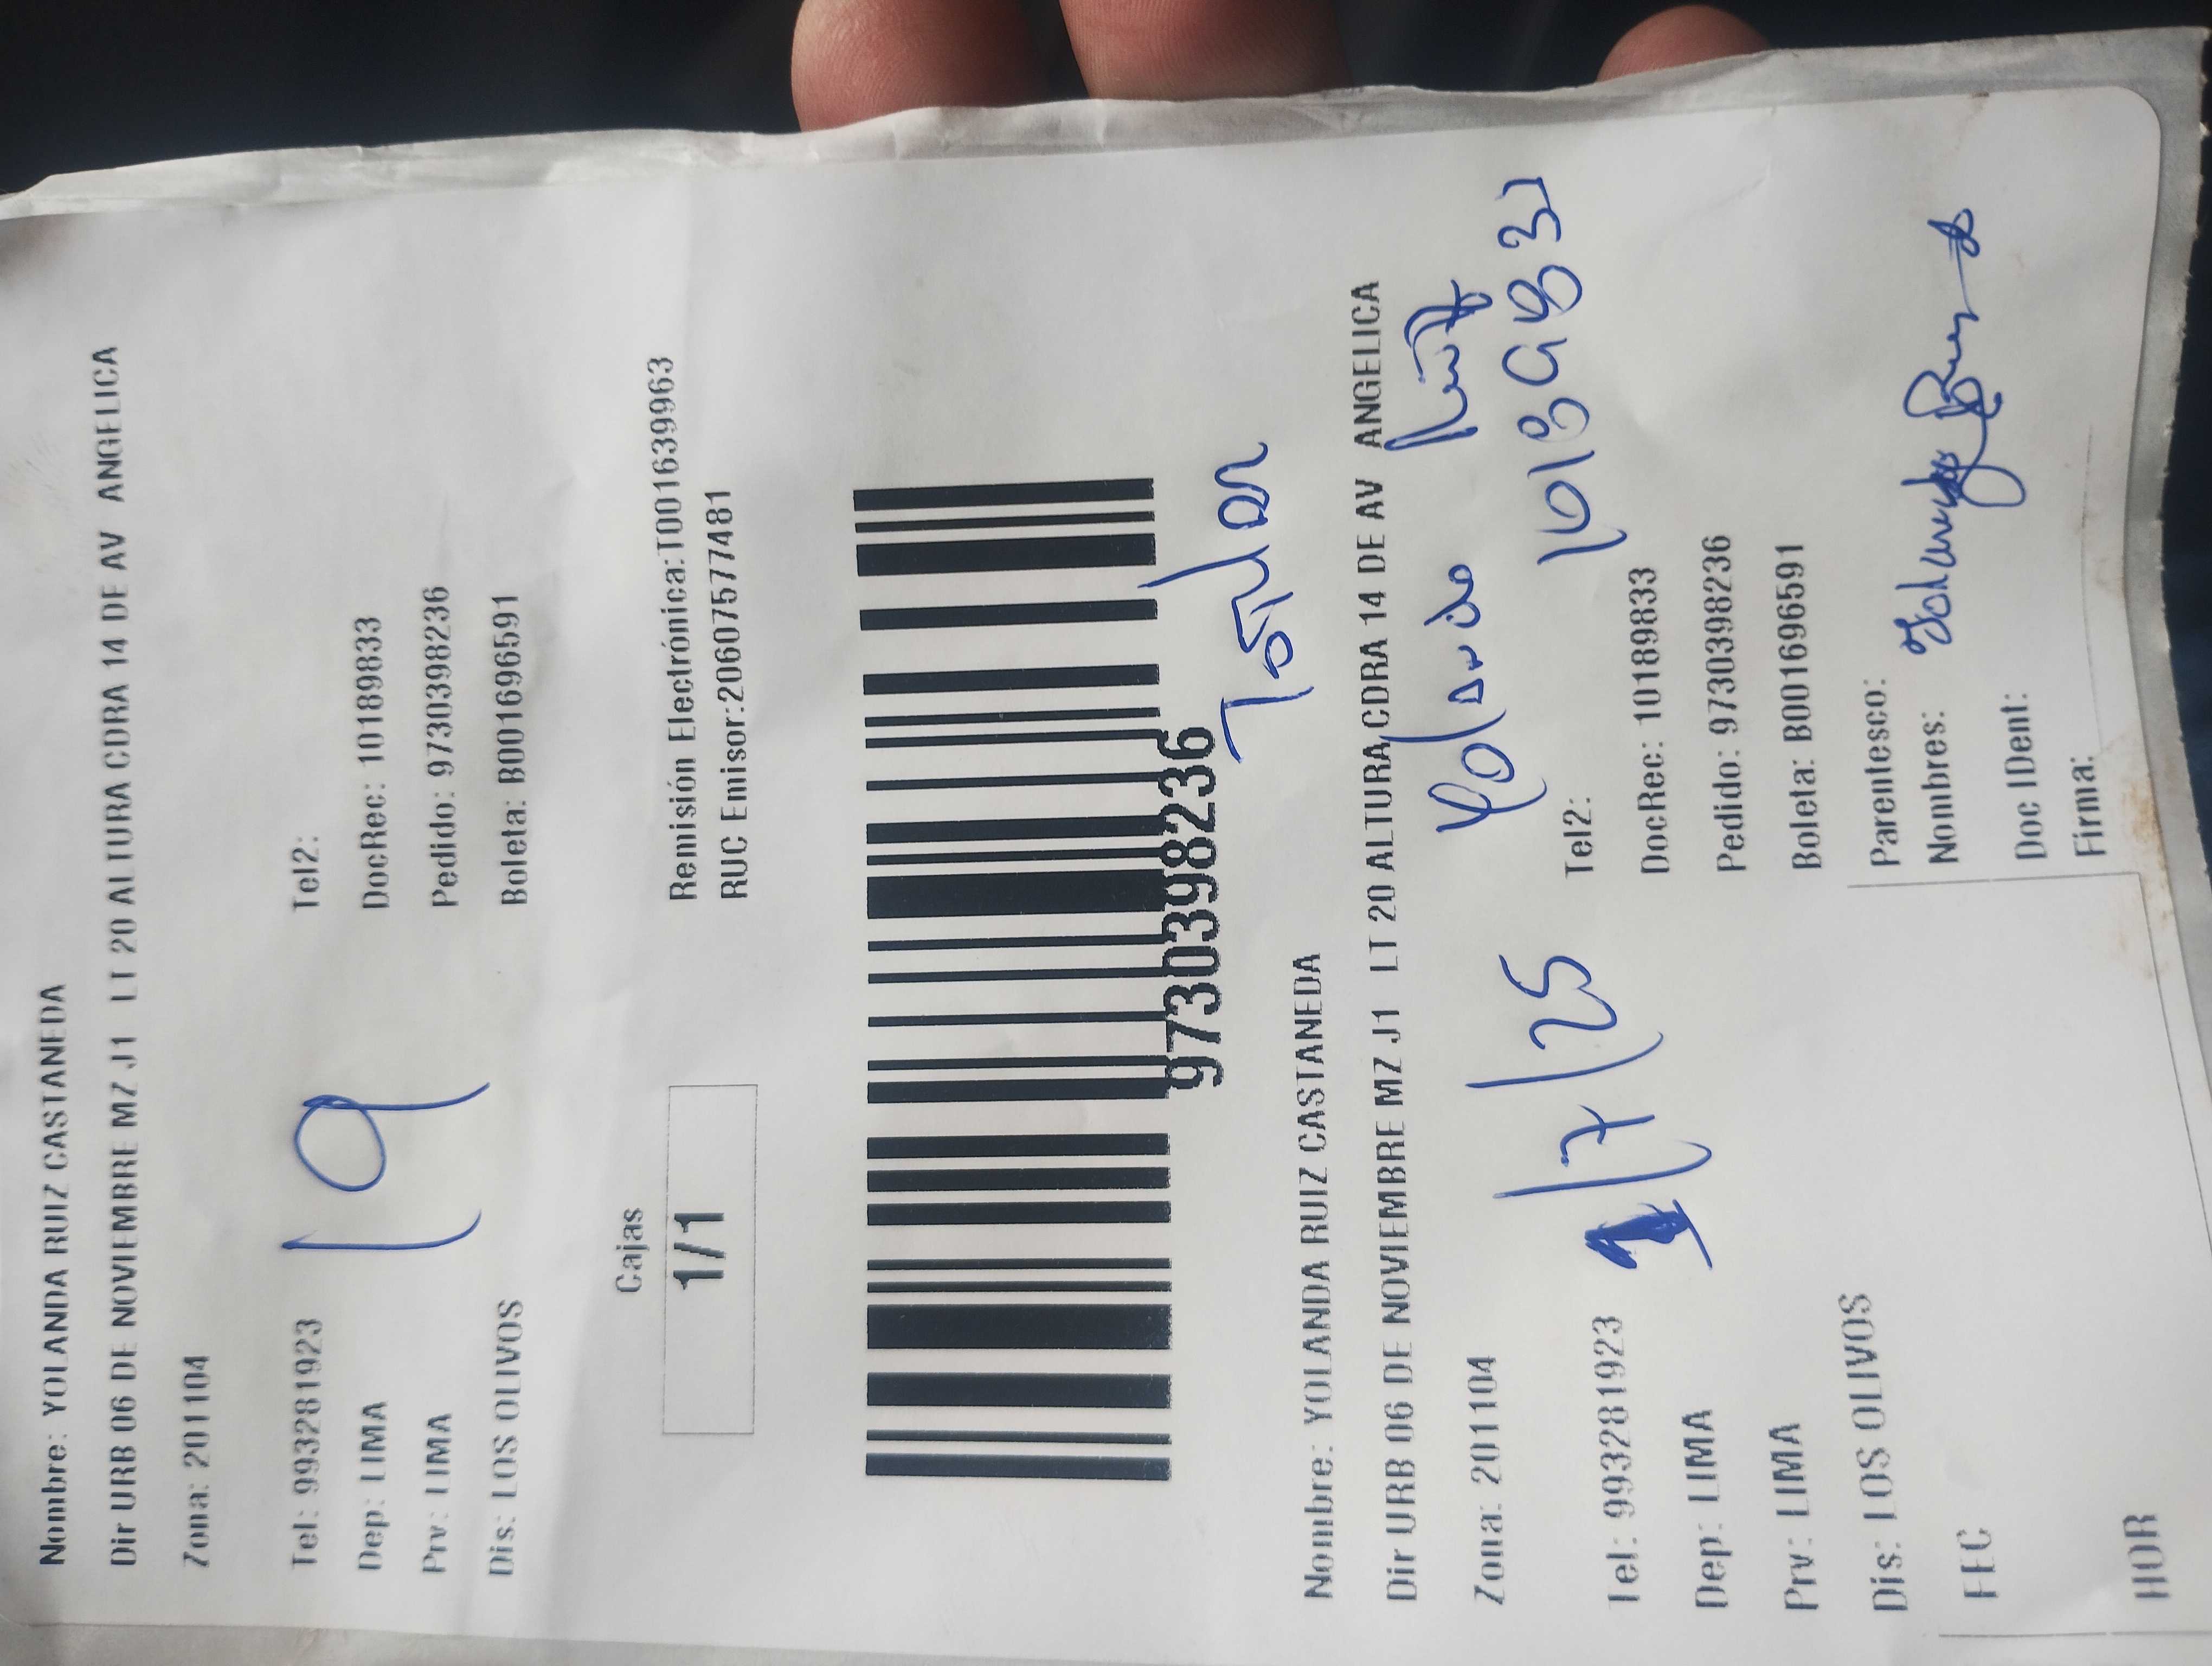 Nombre: YOLANDA RUIZ CASTANEDA
Dir URB 06 DE NOVIEMBRE MZ J1 LT 20 ALTURA CDRA 14 DE AV ANGELICA
Zona: 201104
19
Tel: 993281923 Tel2:
Dep: LIMA DocRec: 10189833
Prv: LIMA Pedido: 9730398236
Dis: LOS OLIVOS Boleta: B001696591
Cajas
1/1
Remisión Electrónica:T001639963
RUC Emisor:20607577481
9730398236
Nombre: YOLANDA RUIZ CASTANEDA
Dir URB 06 DE NOVIEMBRE MZ J1 LT 20 ALTURA CDRA 14 DE AV ANGELICA
Yolanda Ruiz
Zona: 201104
1/7/25
10189833
Tel: 993281923 Tel2:
Dep: LIMA DocRec: 10189833
Prv: LIMA Pedido: 9730398236
Dis: LOS OLIVOS Boleta: B001696591
Parentesco:
FEC Nombres: Yolanda Ruiz
Doc IDent:
Firma:
HOR